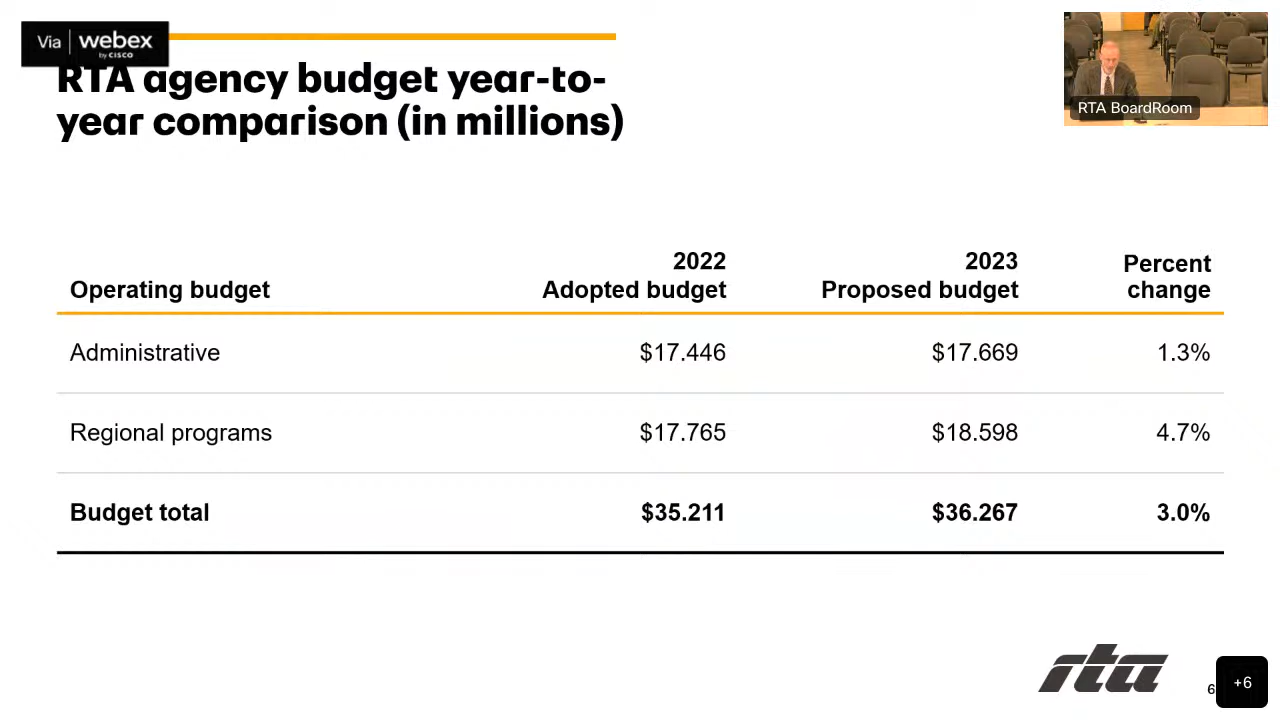 Via webex
by CISCO
RTA agency budget year-to-
year comparison (in millions)
RTA BoardRoom
Operating budget 2022 Adopted budget 2023 Proposed budget Percent change
Administrative $17.446 $17.669 1.3%
Regional programs $17.765 $18.598 4.7%
Budget total $35.211 $36.267 3.0%
rta
6
+6